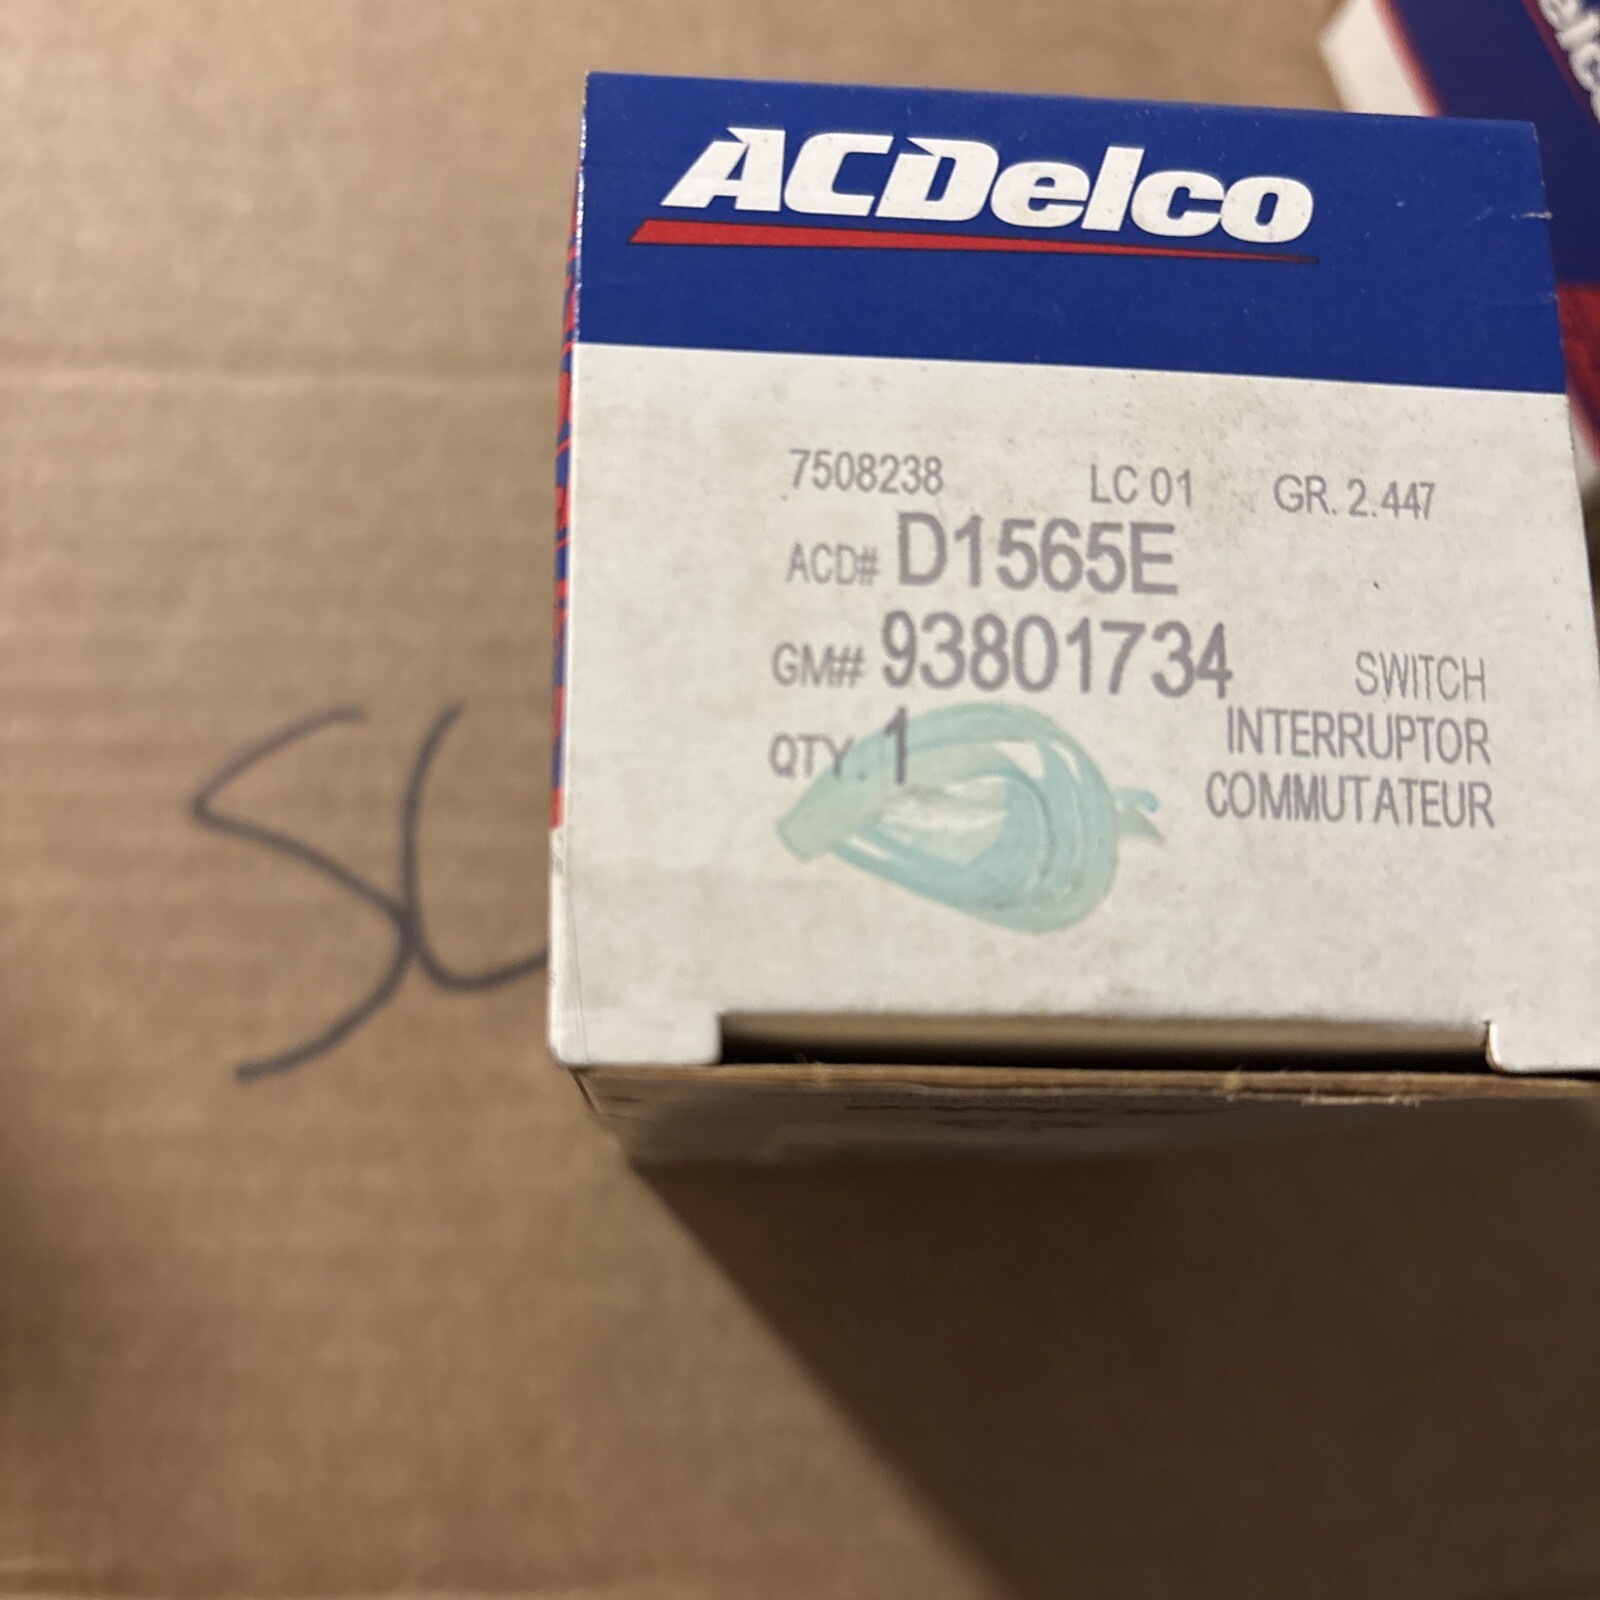 ACDelco
7508238 LC 01 GR. 2.447
ACD# D1565E
GM# 93801734 SWITCH
QTY. 1 INTERRUPTOR
COMMUTATEUR